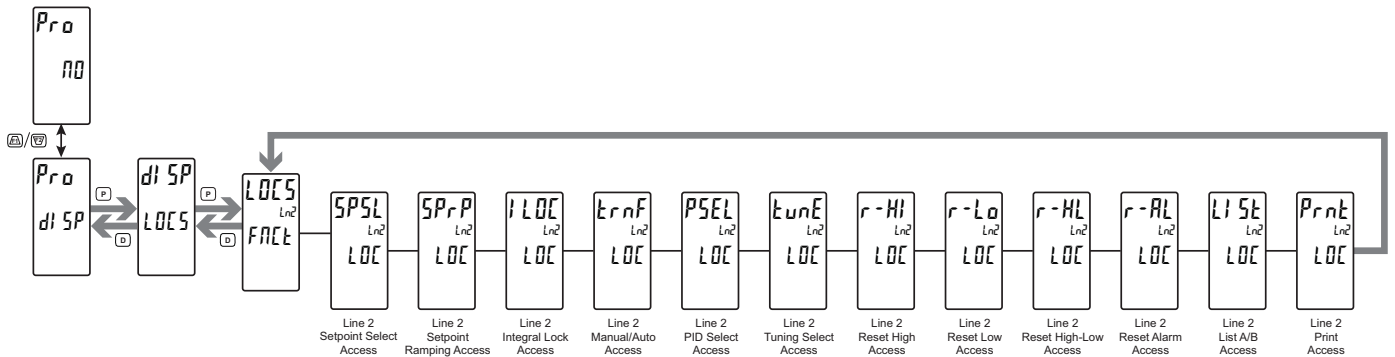 Pro
NO
Pro
dISP
P
D
dISP
LOCS
P
D
LOCS
Ln2
FNCt
SPSL
Ln2
LOC
Line 2
Setpoint Select
Access
SPrP
Ln2
LOC
Line 2
Setpoint
Ramping Access
ILOC
Ln2
LOC
Line 2
Integral Lock
Access
trnF
Ln2
LOC
Line 2
Manual/Auto
Access
PSEL
Ln2
LOC
Line 2
PID Select
Access
tunE
Ln2
LOC
Line 2
Tuning Select
Access
r-HI
Ln2
LOC
Line 2
Reset High
Access
r-Lo
Ln2
LOC
Line 2
Reset Low
Access
r-HL
Ln2
LOC
Line 2
Reset High-Low
Access
r-AL
Ln2
LOC
Line 2
Reset Alarm
Access
LISt
Ln2
LOC
Line 2
List A/B
Access
Prnt
Ln2
LOC
Line 2
Print
Access